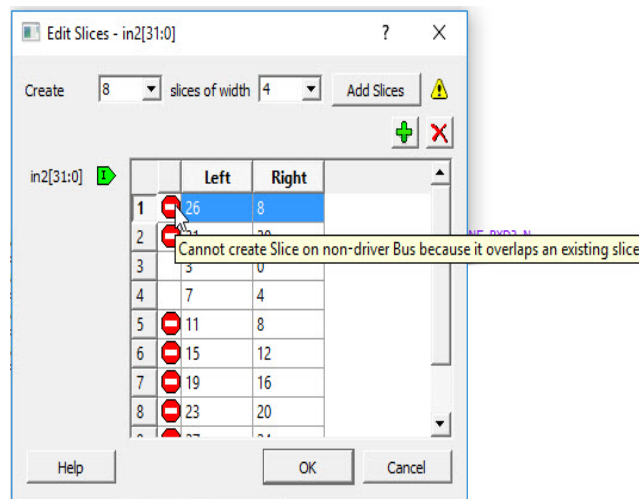 Edit Slices - in2[31:0] ? X
Create 8 slices of width 4 Add Slices
in2[31:0] I
Left Right
1 26 8
2
Cannot create Slice on non-driver Bus because it overlaps an existing slice
3 3 0
4 7 4
5 11 8
6 15 12
7 19 16
8 23 20
Help OK Cancel